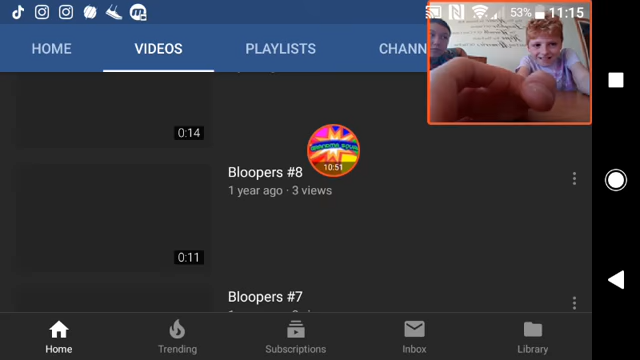 53% 11:15
HOME VIDEOS PLAYLISTS CHANN
0:14
10:51
Bloopers #8
1 year ago · 3 views
0:11
Bloopers #7
Home Trending Subscriptions Inbox Library